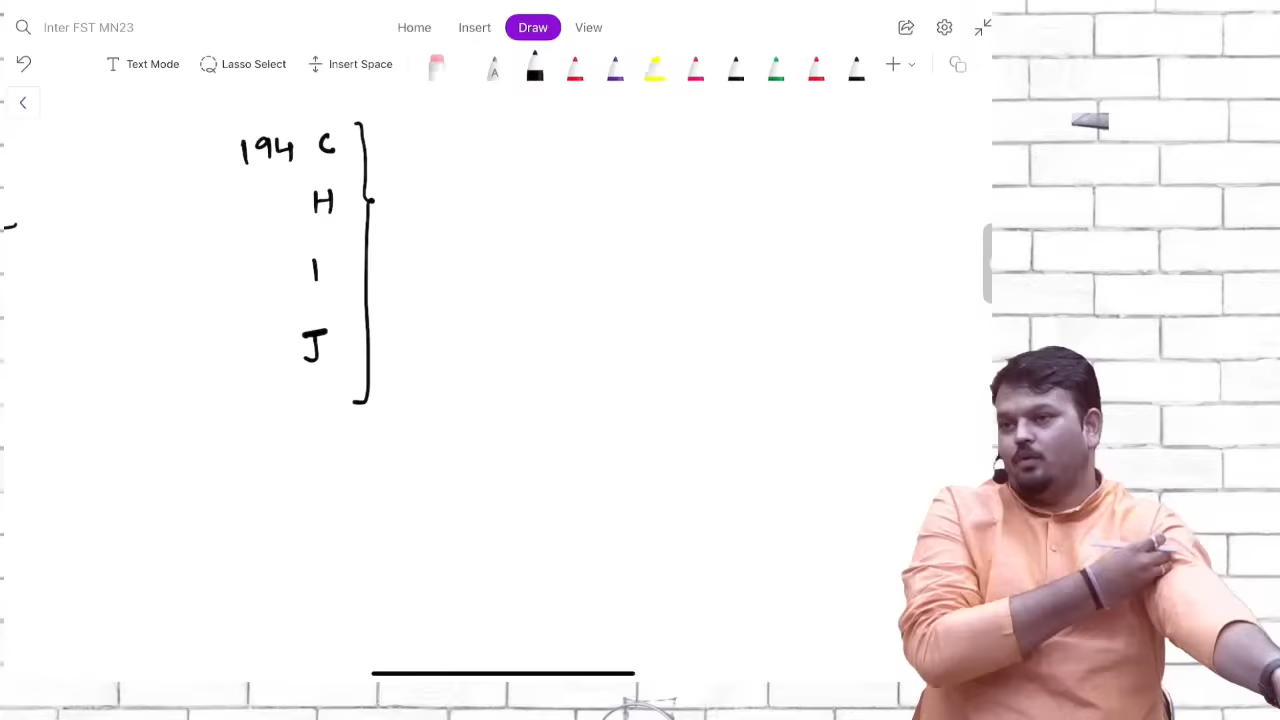 Inter FST MN23
Home Insert Draw View
Text Mode Lasso Select Insert Space
A
194 C
H
I
J